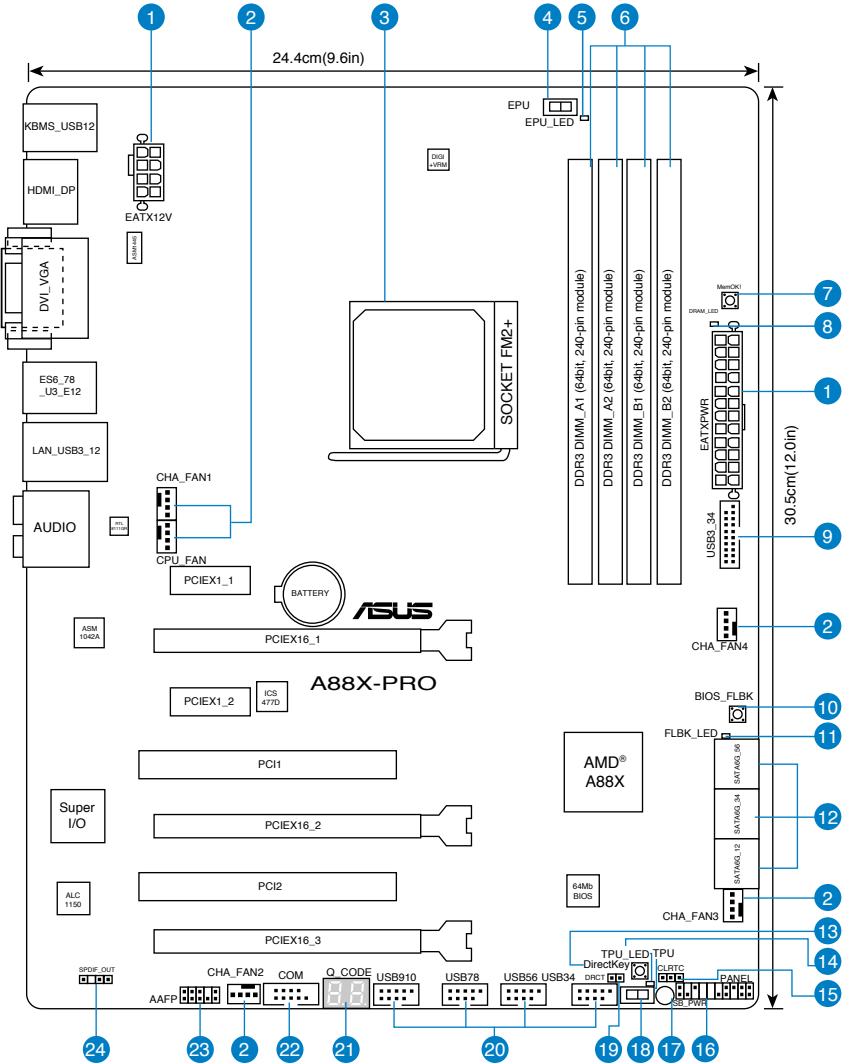 1
2
3
4
5
6
24.4cm(9.6in)
EPU
EPU_LED
KBMS_USB12
DIGI
+VRM
HDMI_DP
EATX12V
ASM1445
DVI_VGA
MemOK!
7
DRAM_LED
8
SOCKET FM2+
DDR3 DIMM_A1 (64bit, 240-pin module)
DDR3 DIMM_A2 (64bit, 240-pin module)
DDR3 DIMM_B1 (64bit, 240-pin module)
DDR3 DIMM_B2 (64bit, 240-pin module)
ES6_78
_U3_E12
EATXPWR
1
LAN_USB3_12
30.5cm(12.0in)
CHA_FAN1
2
AUDIO
RTL
8111GR
USB3_34
9
CPU_FAN
PCIEX1_1
BATTERY
ASUS
ASM
1042A
PCIEX16_1
2
CHA_FAN4
A88X-PRO
PCIEX1_2
ICS
477D
BIOS_FLBK
10
FLBK_LED
11
SATA6G_56
PCI1
AMD®
A88X
Super
I/O
SATA6G_34
12
PCIEX16_2
SATA6G_12
PCI2
64Mb
BIOS
ALC
1150
2
CHA_FAN3
13
PCIEX16_3
TPU_LED
TPU
14
DirectKey
SPDIF_OUT
CHA_FAN2
COM
Q_CODE
USB910
USB78
USB56
USB34
DRCT
CLRTC
PANEL
15
AAFP
88
SB_PWR
24
23
2
22
21
20
19
18
17
16